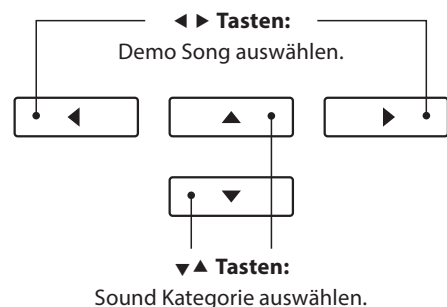 ◄ ► Tasten:
Demo Song auswählen.
◄ ▲ ►
▼
▼▲ Tasten:
Sound Kategorie auswählen.